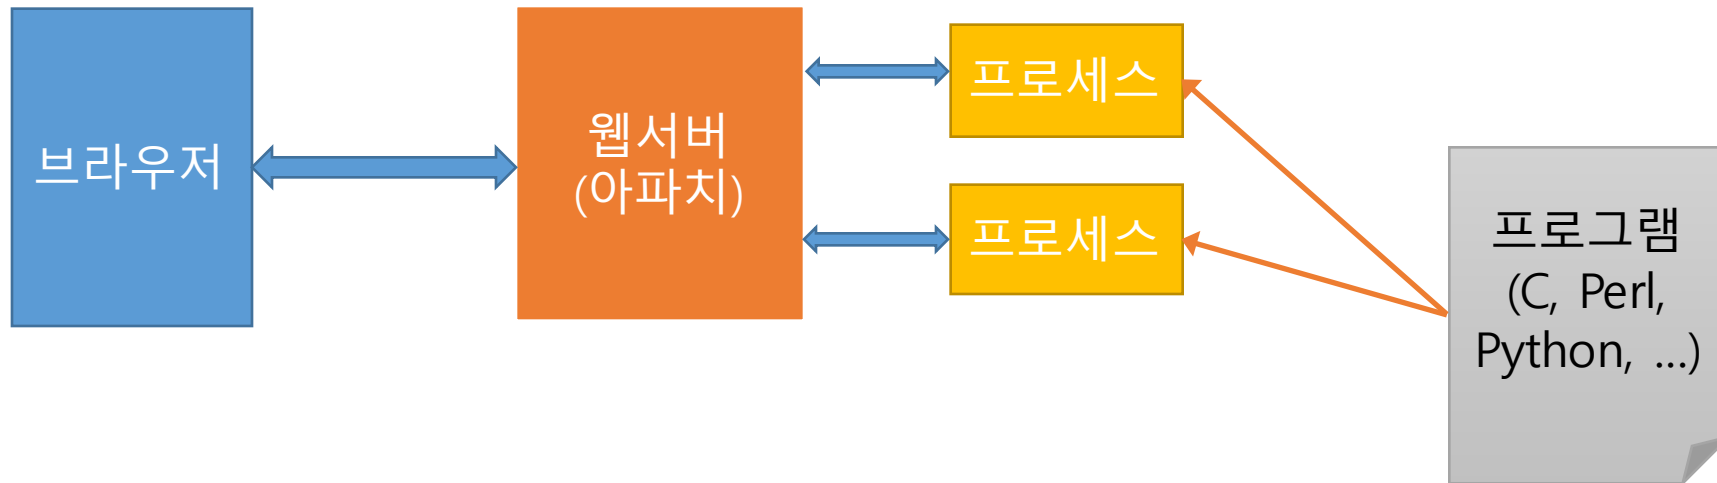 브라우저
웹서버
(아파치)
프로세스
프로세스
프로그램
(C, Perl,
Python, ...)